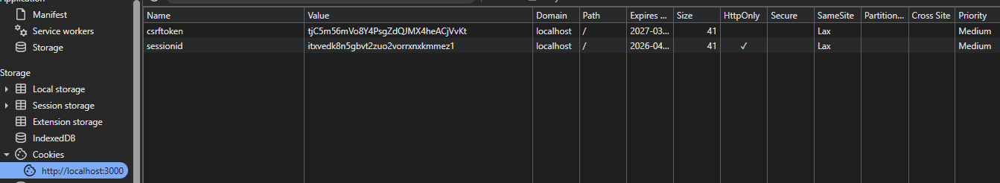 Manifest
Service workers
Storage
Storage
Local storage
Session storage
Extension storage
IndexedDB
Cookies
http://localhost:3000
Name Value Domain Path Expires ... Size HttpOnly Secure SameSite Partition... Cross Site Priority
csrftoken tjC5m56mVo8Y4PsgZdQJMX4heACjVvKt localhost / 2027-03... 41 Lax Medium
sessionid itxvedk8n5gbvt2zuo2vorrxnxkmmez1 localhost / 2026-04... 41 ✓ Lax Medium